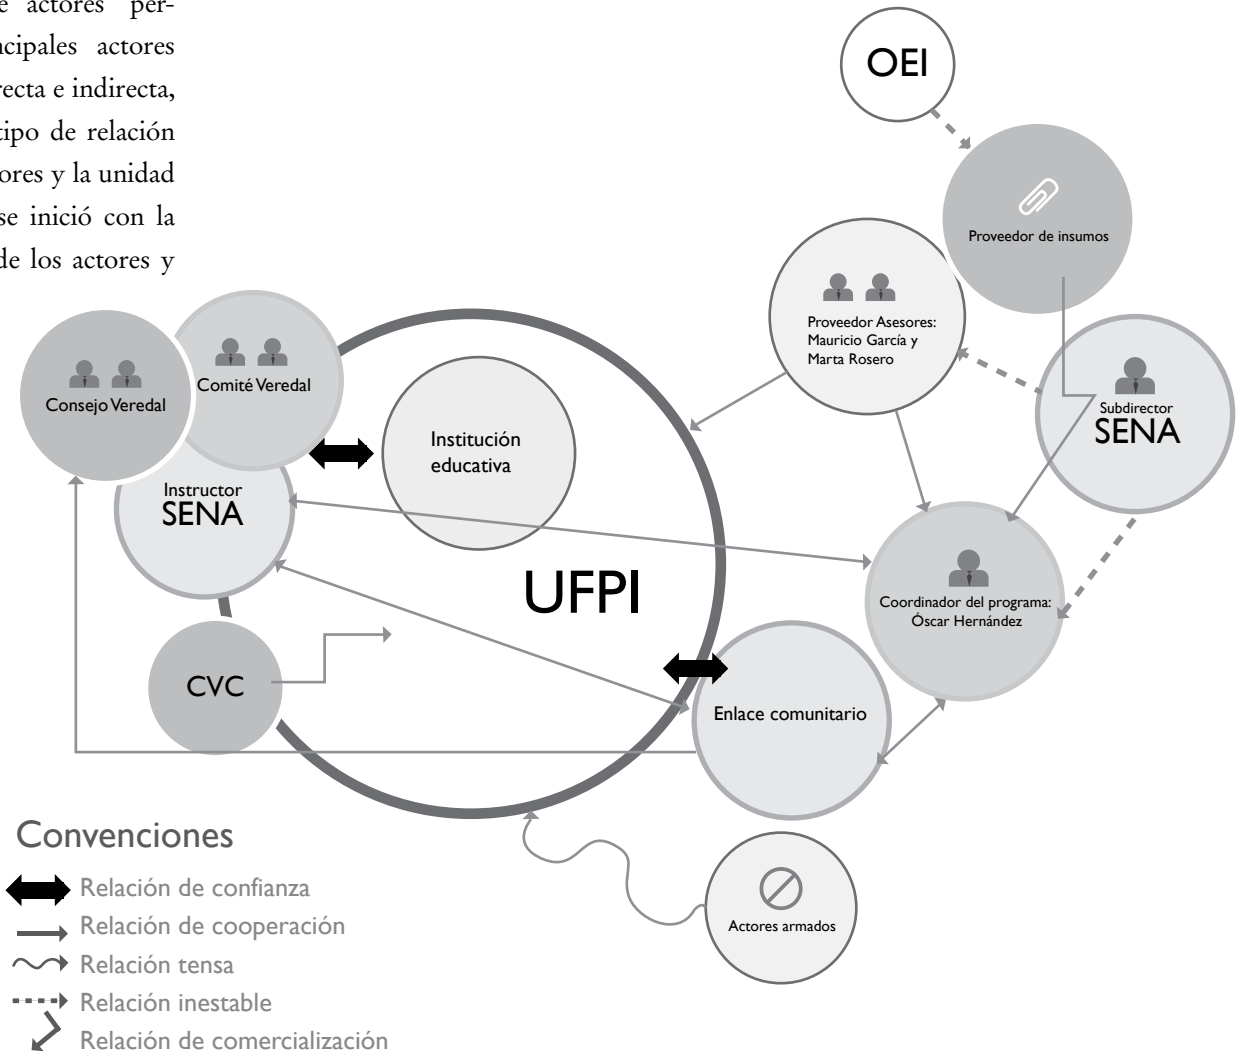 e actores per-
cipales actores
recta e indirecta,
tipo de relación
ores y la unidad
se inició con la
de los actores y
OEI
Proveedor de insumos
Proveedor Asesores:
Mauricio García y
Marta Rosero
Subdirector
SENA
Comité Veredal
Consejo Veredal
Institución
educativa
Instructor
SENA
UFPI
Coordinador del programa:
Óscar Hernández
CVC
Enlace comunitario
Actores armados
Convenciones
Relación de confianza
Relación de cooperación
Relación tensa
Relación inestable
Relación de comercialización